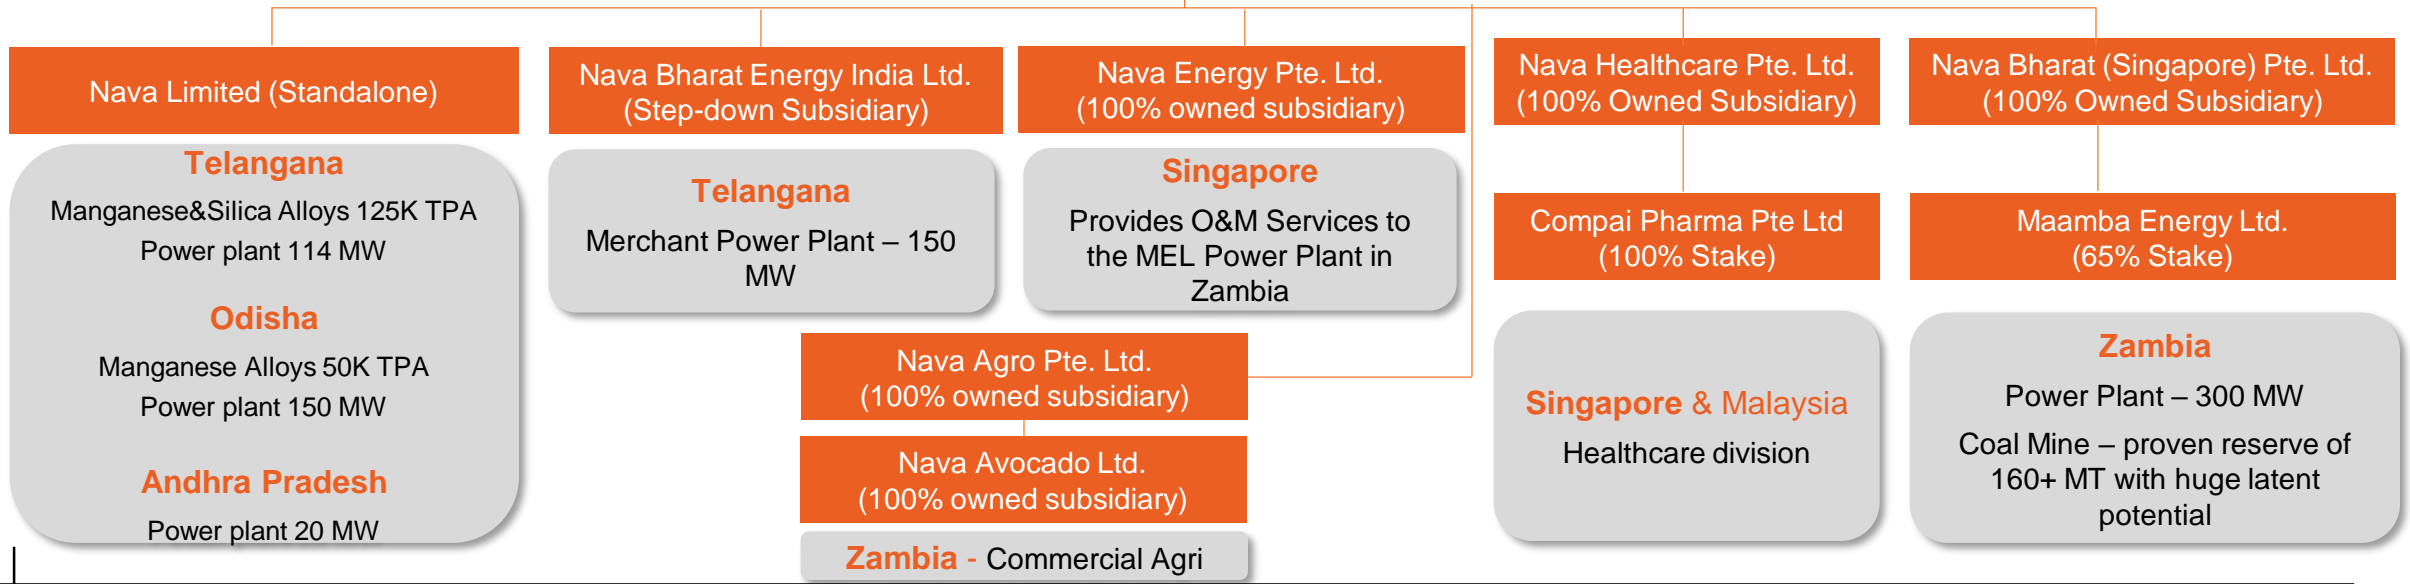 Nava Limited (Standalone)
Telangana
Manganese&Silica Alloys 125K TPA
Power plant 114 MW
Odisha
Manganese Alloys 50K TPA
Power plant 150 MW
Andhra Pradesh
Power plant 20 MW
Nava Bharat Energy India Ltd.
(Step-down Subsidiary)
Telangana
Merchant Power Plant – 150
MW
Nava Energy Pte. Ltd.
(100% owned subsidiary)
Singapore
Provides O&M Services to
the MEL Power Plant in
Zambia
Nava Agro Pte. Ltd.
(100% owned subsidiary)
Nava Avocado Ltd.
(100% owned subsidiary)
Zambia - Commercial Agri
Nava Healthcare Pte. Ltd.
(100% Owned Subsidiary)
Compai Pharma Pte Ltd
(100% Stake)
Singapore & Malaysia
Healthcare division
Nava Bharat (Singapore) Pte. Ltd.
(100% Owned Subsidiary)
Maamba Energy Ltd.
(65% Stake)
Zambia
Power Plant – 300 MW
Coal Mine – proven reserve of
160+ MT with huge latent
potential